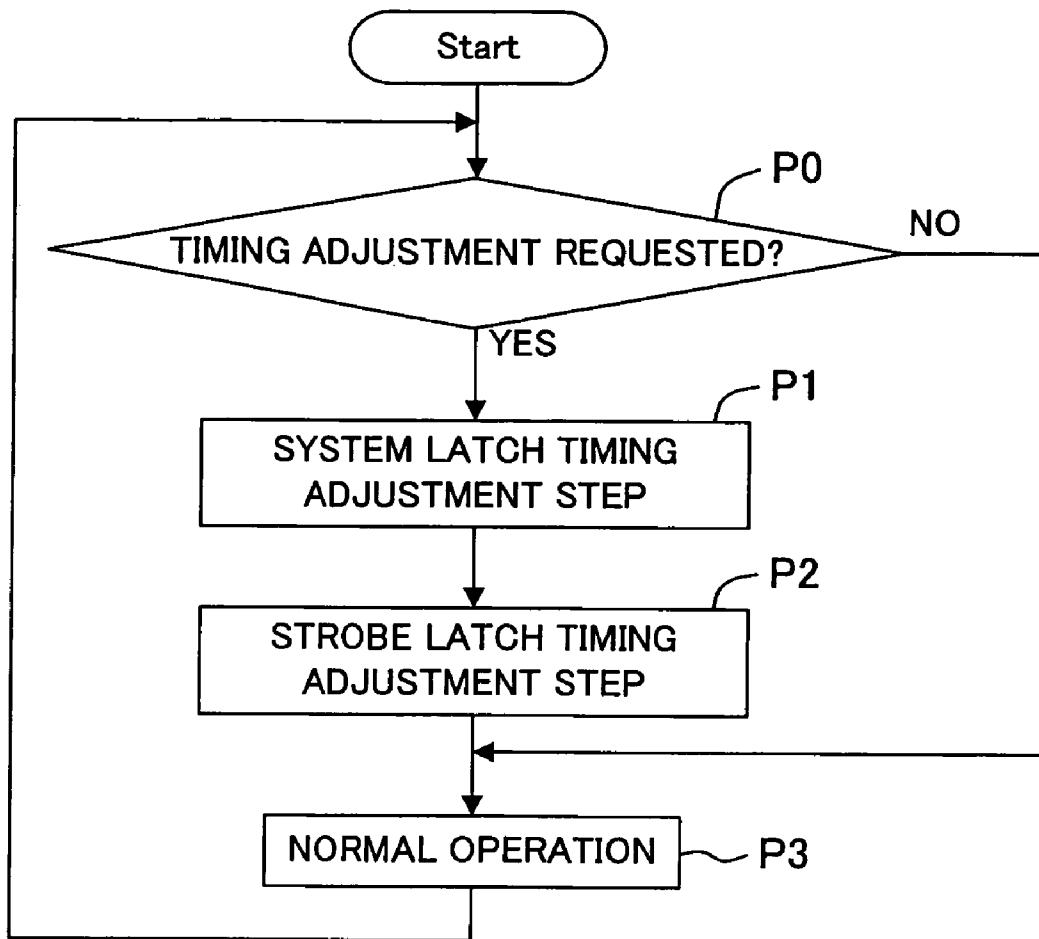 Start
P0
TIMING ADJUSTMENT REQUESTED?
NO
YES
P1
SYSTEM LATCH TIMING
ADJUSTMENT STEP
P2
STROBE LATCH TIMING
ADJUSTMENT STEP
NORMAL OPERATION
P3